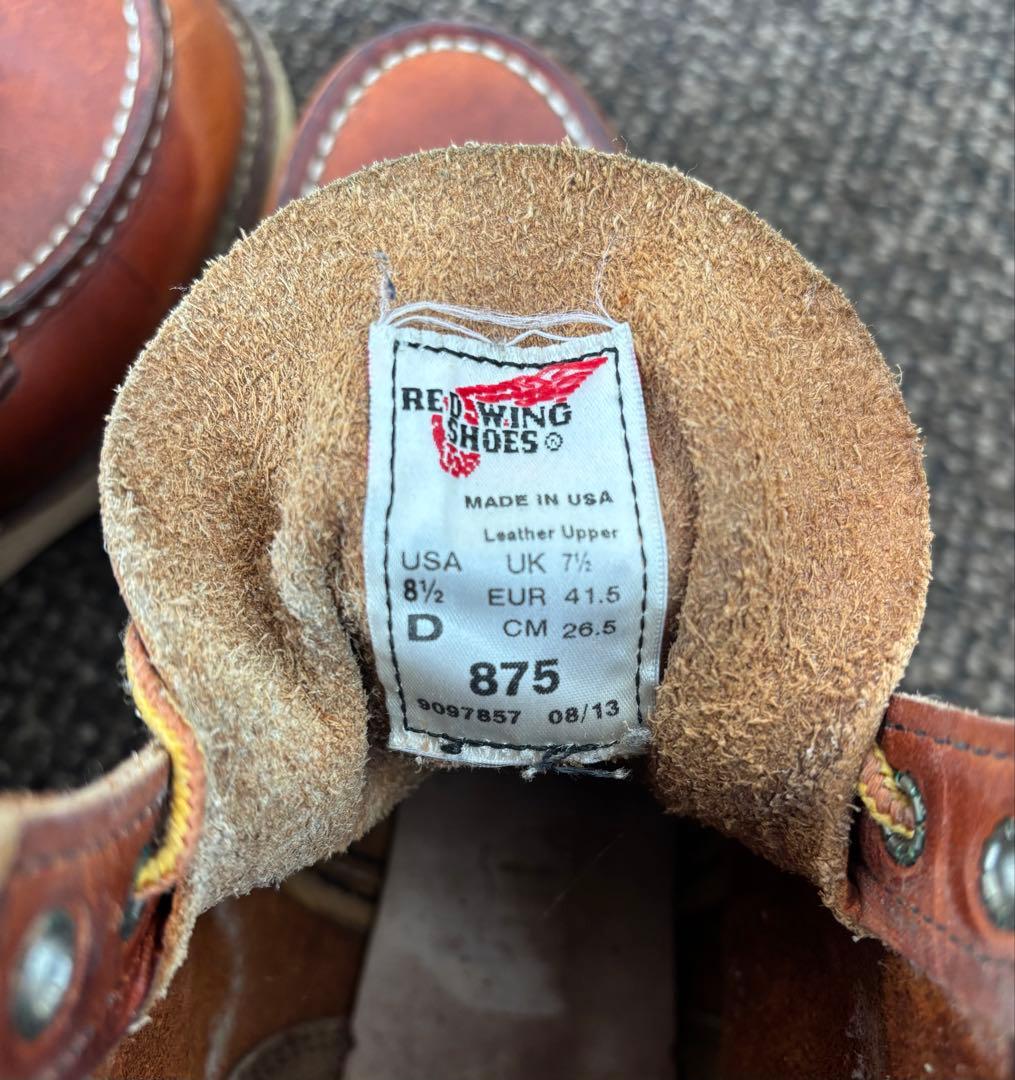 RED WING
SHOES®
MADE IN USA
Leather Upper
USA UK 7½
8½ EUR 41.5
D CM 26.5
875
9097857 08/13